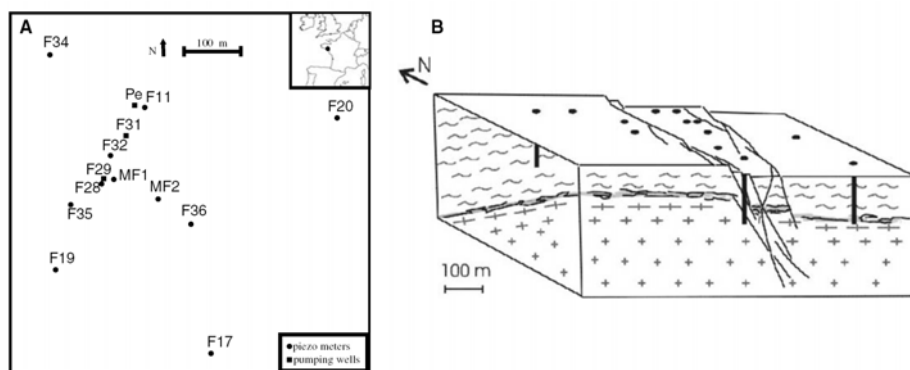 A
F34
N
100 m
Pe
F11
F20
F31
F32
F29
MF1
F28
MF2
F35
F36
F19
F17
piezo meters
pumping wells
B
N
100 m